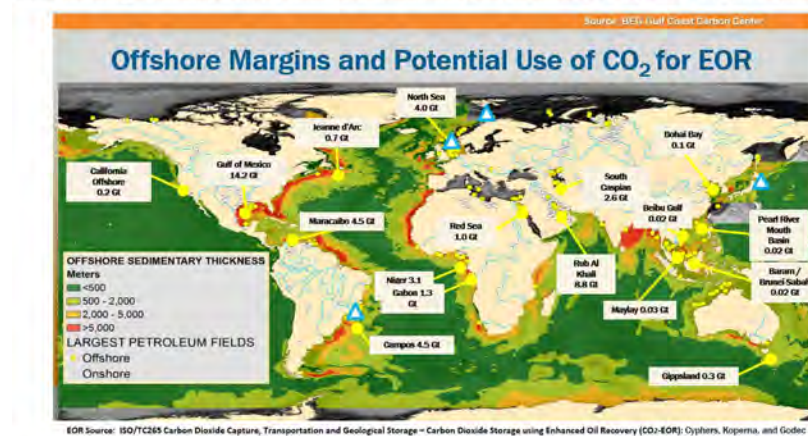 Source: BEG Gulf Coast Carbon Center
Offshore Margins and Potential Use of CO2 for EOR
North Sea
4.0 Gt
Jeanne d'Arc
0.7 Gt
Bohai Bay
0.1 Gt
California
Offshore
0.2 Gt
Gulf of Mexico
14.2 Gt
South
Caspian
2.6 Gt
Beibu Gulf
0.02 Gt
Maracaibo 4.5 Gt
Red Sea
1.0 Gt
Pearl River
Mouth
Basin
0.02 Gt
Rub Al
Khali
8.8 Gt
Niger 3.1
Gabon 1.3
Gt
Baram /
Brunei-Sabah
0.02 Gt
Maylay 0.03 Gt
Campos 4.5 Gt
Gippsland 0.3 Gt
OFFSHORE SEDIMENTARY THICKNESS
Meters
<500
500 - 2,000
2,000 - 5,000
>5,000
LARGEST PETROLEUM FIELDS
Offshore
Onshore
EOR Source: ISO/TC265 Carbon Dioxide Capture, Transportation and Geological Storage – Carbon Dioxide Storage using Enhanced Oil Recovery (CO2-EOR): Cyphers, Koperna, and Godec